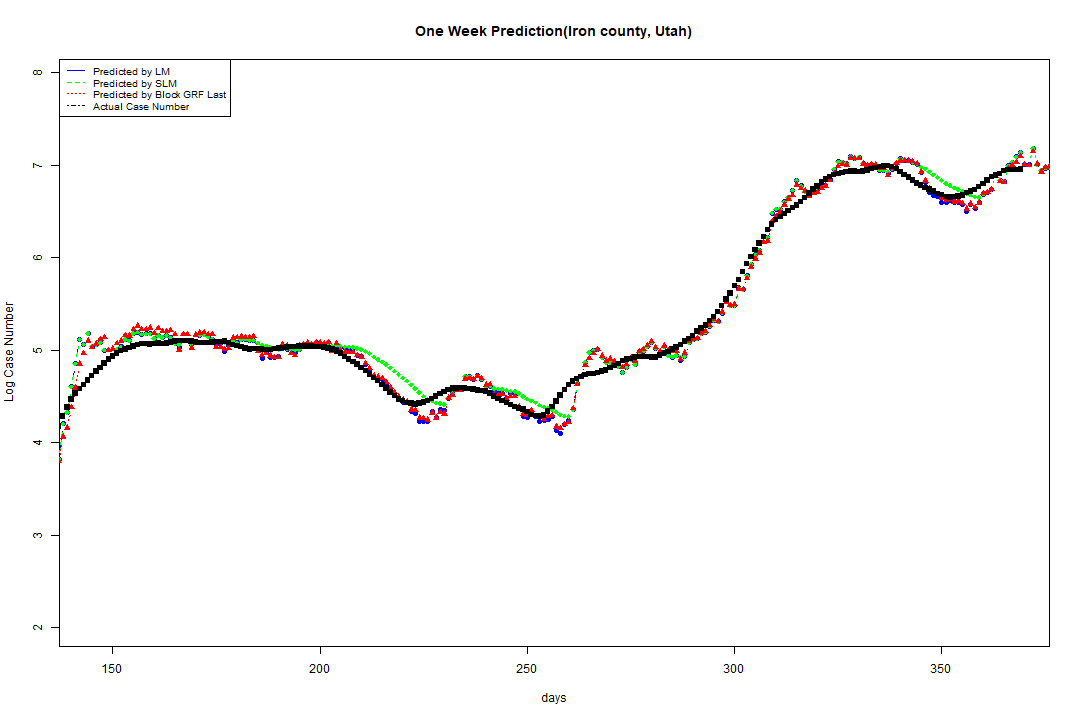 One Week Prediction(Iron county, Utah)
Predicted by LM
Predicted by SLM
Predicted by Block GRF Last
Actual Case Number
8
7
6
5
4
3
2
Log Case Number
150 200 250 300 350
days